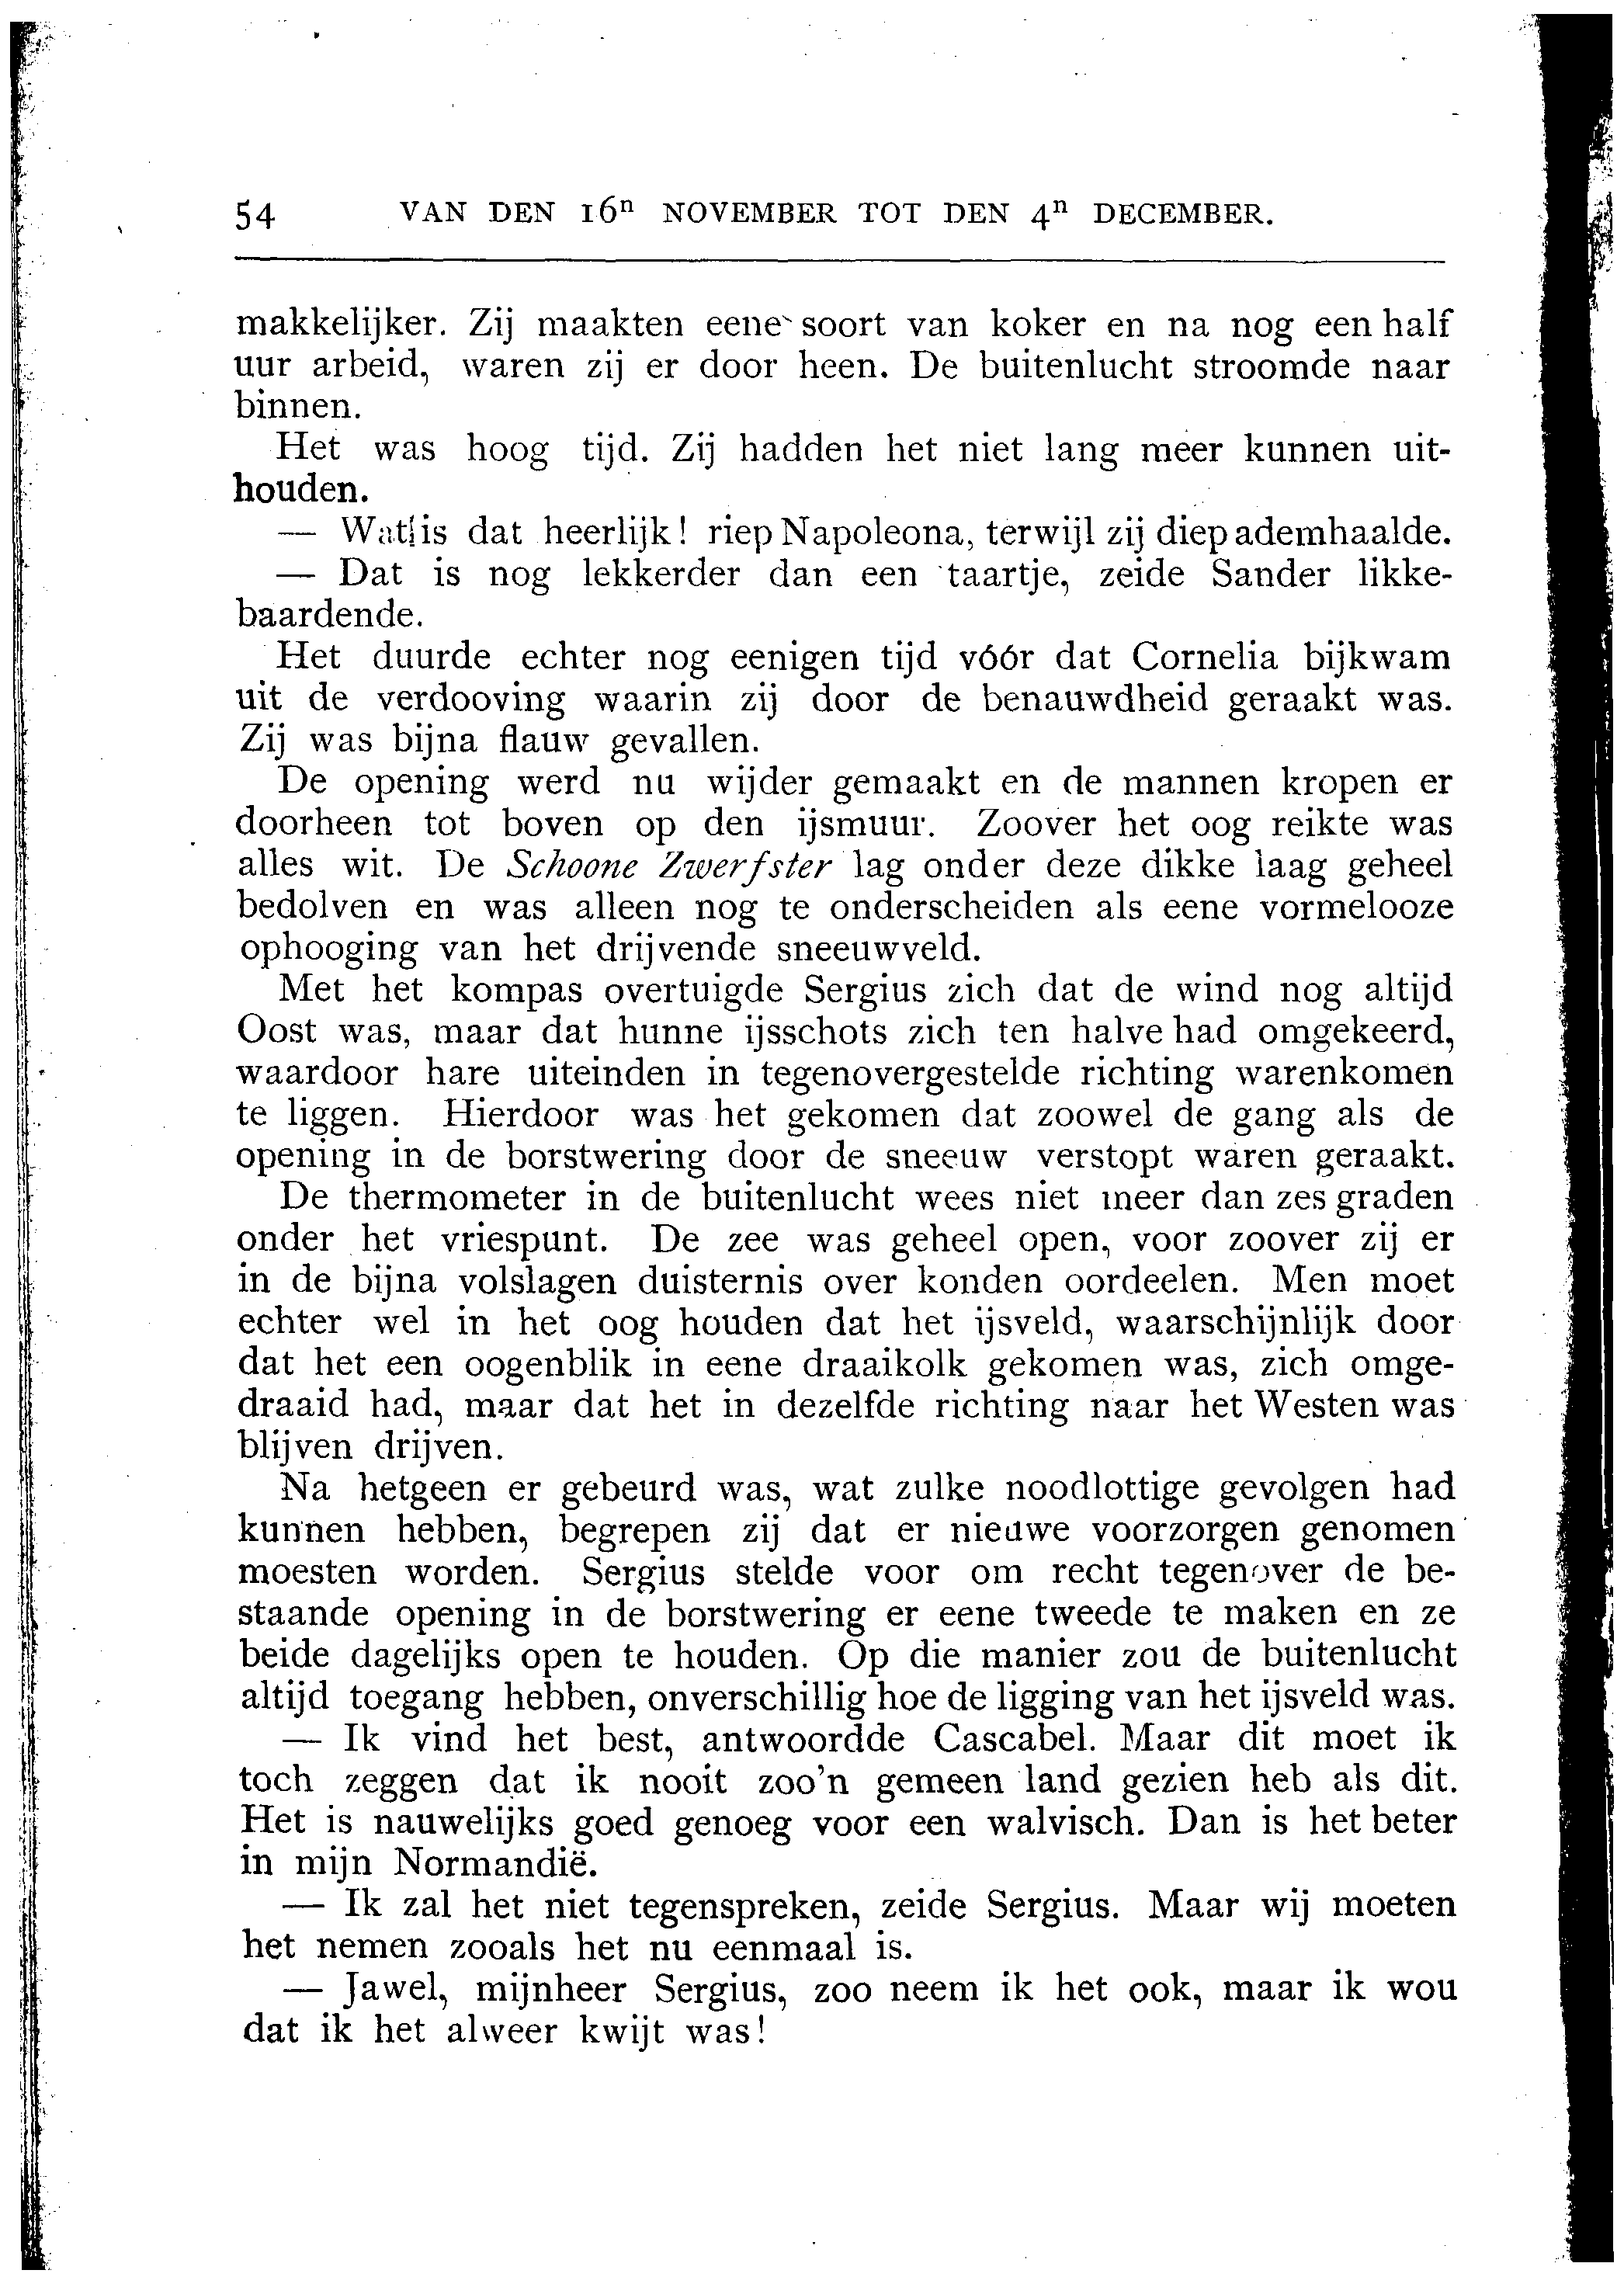 54 VAN DEN 16n NOVEMBER TOT DEN 4n DECEMBER.
makkelijker. Zij maakten eene soort van koker en na nog een half
uur arbeid, waren zij er door heen. De buitenlucht stroomde naar
binnen.
Het was hoog tijd. Zij hadden het niet lang meer kunnen uit-
houden.
— Wat is dat heerlijk! riep Napoleona, terwijl zij diep ademhaalde.
— Dat is nog lekkerder dan een taartje, zeide Sander likke-
baardende.
Het duurde echter nog eenigen tijd vóór dat Cornelia bijkwam
uit de verdooving waarin zij door de benauwdheid geraakt was.
Zij was bijna flauw gevallen.
De opening werd nu wijder gemaakt en de mannen kropen er
doorheen tot boven op den ijsmuur. Zoover het oog reikte was
alles wit. De Schoone Zwerfster lag onder deze dikke laag geheel
bedolven en was alleen nog te onderscheiden als eene vormelooze
ophooging van het drijvende sneeuwveld.
Met het kompas overtuigde Sergius zich dat de wind nog altijd
Oost was, maar dat hunne ijsschots zich ten halve had omgekeerd,
waardoor hare uiteinden in tegenovergestelde richting waren komen
te liggen. Hierdoor was het gekomen dat zoowel de gang als de
opening in de borstwering door de sneeuw verstopt waren geraakt.
De thermometer in de buitenlucht wees niet meer dan zes graden
onder het vriespunt. De zee was geheel open, voor zoover zij er
in de bijna volslagen duisternis over konden oordeelen. Men moet
echter wel in het oog houden dat het ijsveld, waarschijnlijk door
dat het een oogenblik in eene draaikolk gekomen was, zich omge-
draaid had, maar dat het in dezelfde richting naar het Westen was
blijven drijven.
Na hetgeen er gebeurd was, wat zulke noodlottige gevolgen had
kunnen hebben, begrepen zij dat er nieuwe voorzorgen genomen
moesten worden. Sergius stelde voor om recht tegenover de be-
staande opening in de borstwering er eene tweede te maken en ze
beide dagelijks open te houden. Op die manier zou de buitenlucht
altijd toegang hebben, onverschillig hoe de ligging van het ijsveld was.
— Ik vind het best, antwoordde Cascabel. Maar dit moet ik
toch zeggen dat ik nooit zoo'n gemeen land gezien heb als dit.
Het is nauwelijks goed genoeg voor een walvisch. Dan is het beter
in mijn Normandië.
— Ik zal het niet tegenspreken, zeide Sergius. Maar wij moeten
het nemen zooals het nu eenmaal is.
— Jawel, mijnheer Sergius, zoo neem ik het ook, maar ik wou
dat ik het alweer kwijt was!